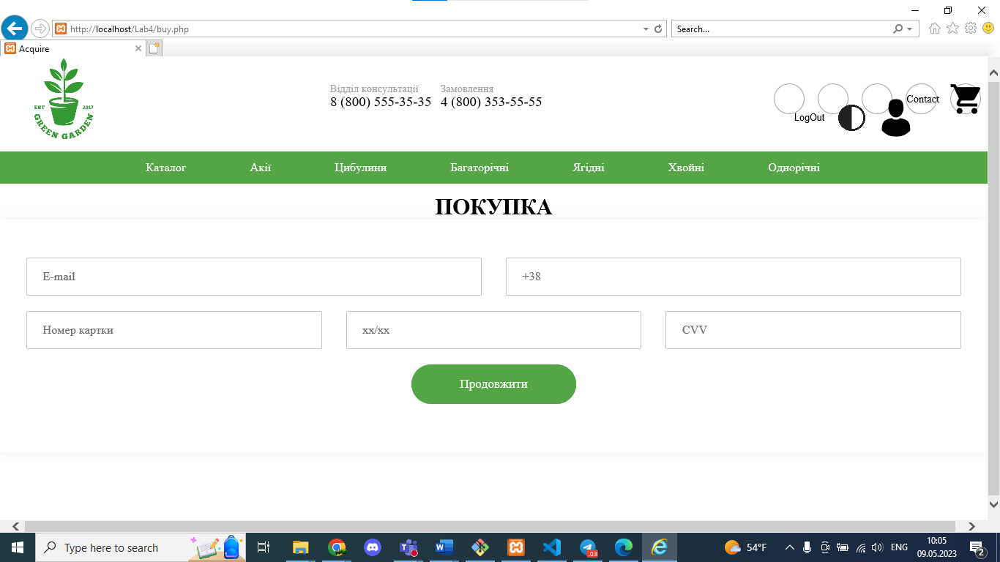 http://localhost/Lab4/buy.php
Search...
Acquire
EST 2017
GREEN GARDEN
Відділ консультації Замовлення
8 (800) 555-35-35 4 (800) 353-55-55
Contact
LogOut
Каталог Акії Цибулини Багаторічні Ягідні Хвойні Однорічні
ПОКУПКА
E-mail +38
Номер картки xx/xx CVV
Продовжити
Type here to search
.03
54°F
ENG
10:05
09.05.2023
2